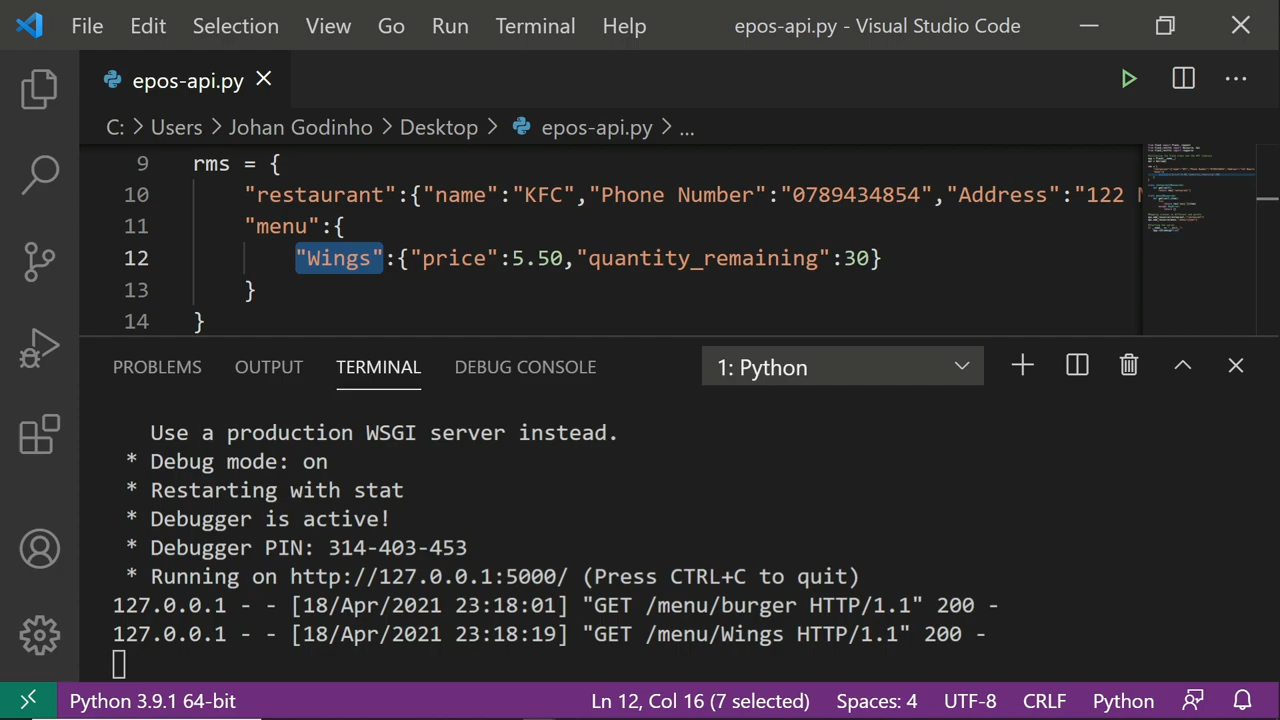 File Edit Selection View Go Run Terminal Help epos-api.py - Visual Studio Code
epos-api.py
C: > Users > Johan Godinho > Desktop > epos-api.py > ...
9 rms = {
10 "restaurant":{"name":"KFC","Phone Number":"0789434854","Address":"122
11 "menu":{
12 "Wings":{"price":5.50,"quantity_remaining":30}
13 }
14 }
PROBLEMS OUTPUT TERMINAL DEBUG CONSOLE 1: Python
Use a production WSGI server instead.
* Debug mode: on
* Restarting with stat
* Debugger is active!
* Debugger PIN: 314-403-453
* Running on http://127.0.0.1:5000/ (Press CTRL+C to quit)
127.0.0.1 - - [18/Apr/2021 23:18:01] "GET /menu/burger HTTP/1.1" 200 -
127.0.0.1 - - [18/Apr/2021 23:18:19] "GET /menu/Wings HTTP/1.1" 200 -
Python 3.9.1 64-bit Ln 12, Col 16 (7 selected) Spaces: 4 UTF-8 CRLF Python